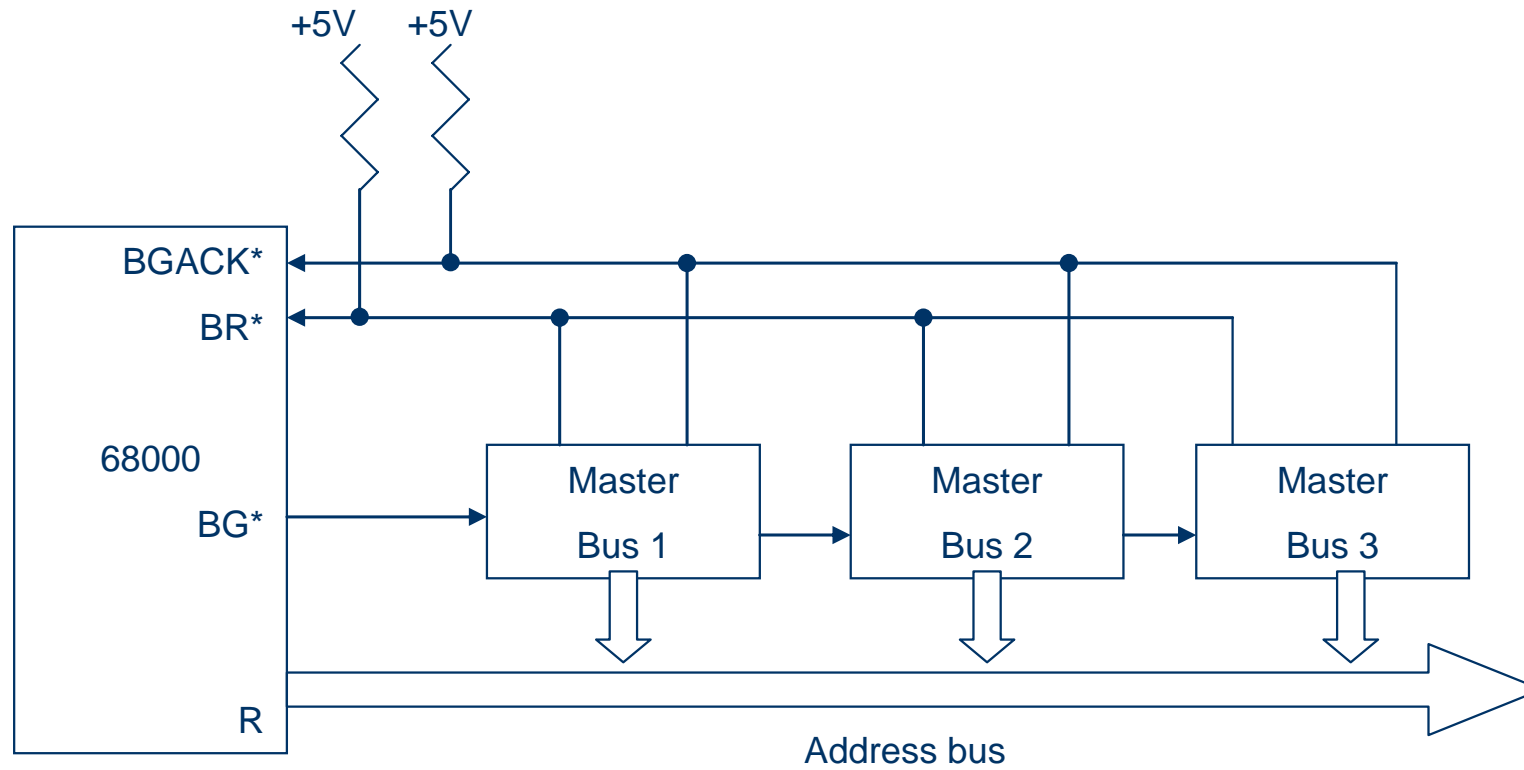 +5V +5V
BGACK*
BR*
68000
BG*
Master
Bus 1
Master
Bus 2
Master
Bus 3
R
Address bus